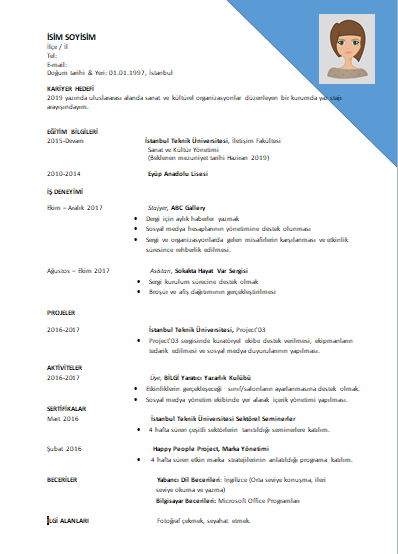 İSİM SOYİSİM
İlçe / İl
Tel:
E-mail:
Doğum tarihi & Yeri: 01.01.1997, İstanbul
KARİYER HEDEFİ
2019 yazında uluslararası alanda sanat ve kültürel organizasyonlar düzenleyen bir kurumda yaz stajı
arayışındayım.
EĞİTİM BİLGİLERİ
2015-Devam İstanbul Teknik Üniversitesi, İletişim Fakültesi
Sanat ve Kültür Yönetimi
(Beklenen mezuniyet tarihi Haziran 2019)
2010-2014 Eyüp Anadolu Lisesi
İŞ DENEYİMİ
Ekim – Aralık 2017 Stajyer, ABC Gallery
• Dergi için aylık haberler yazmak
• Sosyal medya hesaplarının yönetimine destek olunması
• Sergi ve organizasyonlarda gelen misafirlerin karşılanması ve etkinlik
süresince rehberlik edilmesi.
Ağustos – Ekim 2017 Asistan, Sokakta Hayat Var Sergisi
• Sergi kurulum sürecine destek olmak
• Broşür ve afiş dağıtımının gerçekleştirilmesi
PROJELER
2016-2017 İstanbul Teknik Üniversitesi, Project'03
• Project'03 sergisinde küratöryel ekibe destek verilmesi, ekipmanların
tedarik edilmesi ve sosyal medya duyurularının yapılması.
AKTİVİTELER
2016-2017 Üye, BİLGİ Yaratıcı Yazarlık Kulübü
• Etkinliklerin gerçekleşeceği sınıf/salonların ayarlanmasına destek olmak.
• Sosyal medya yönetim ekibinde yer alarak içerik yönetimi yapılması.
SERTİFİKALAR
Mart 2016 İstanbul Teknik Üniversitesi Sektörel Seminerler
• 4 hafta süren çeşitli sektörlerin tanıtıldığı seminerlere katılım.
Şubat 2016 Happy People Project, Marka Yönetimi
• 4 hafta süren etkin marka stratejilerinin anlatıldığı programa katılım.
BECERİLER Yabancı Dil Becerileri: İngilizce (Orta seviye konuşma, ileri
seviye okuma ve yazma)
Bilgisayar Becerileri: Microsoft Office Programları
İLGİ ALANLARI Fotoğraf çekmek, seyahat etmek.